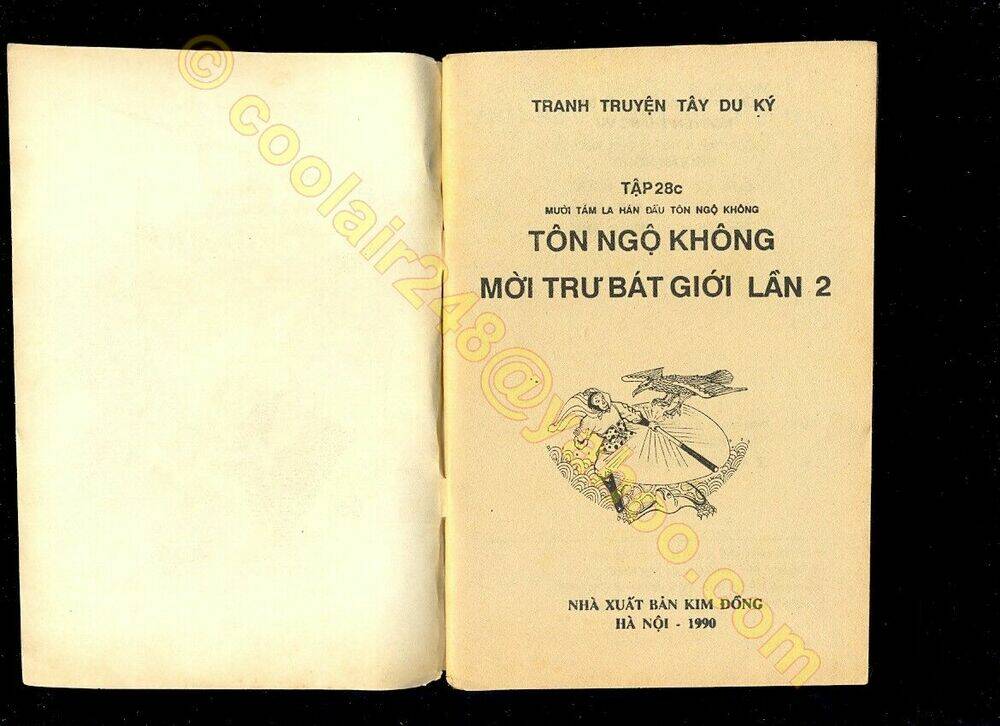 TRANH TRUYỆN TÂY DU KÝ
TẬP 28c
MƯỜI TÁM LA HÁN ĐẤU TÔN NGỘ KHÔNG
TÔN NGỘ KHÔNG
MỜI TRƯ BÁT GIỚI LẦN 2
NHÀ XUẤT BẢN KIM ĐỒNG
HÀ NỘI - 1990
© coolair248@yahoo.com